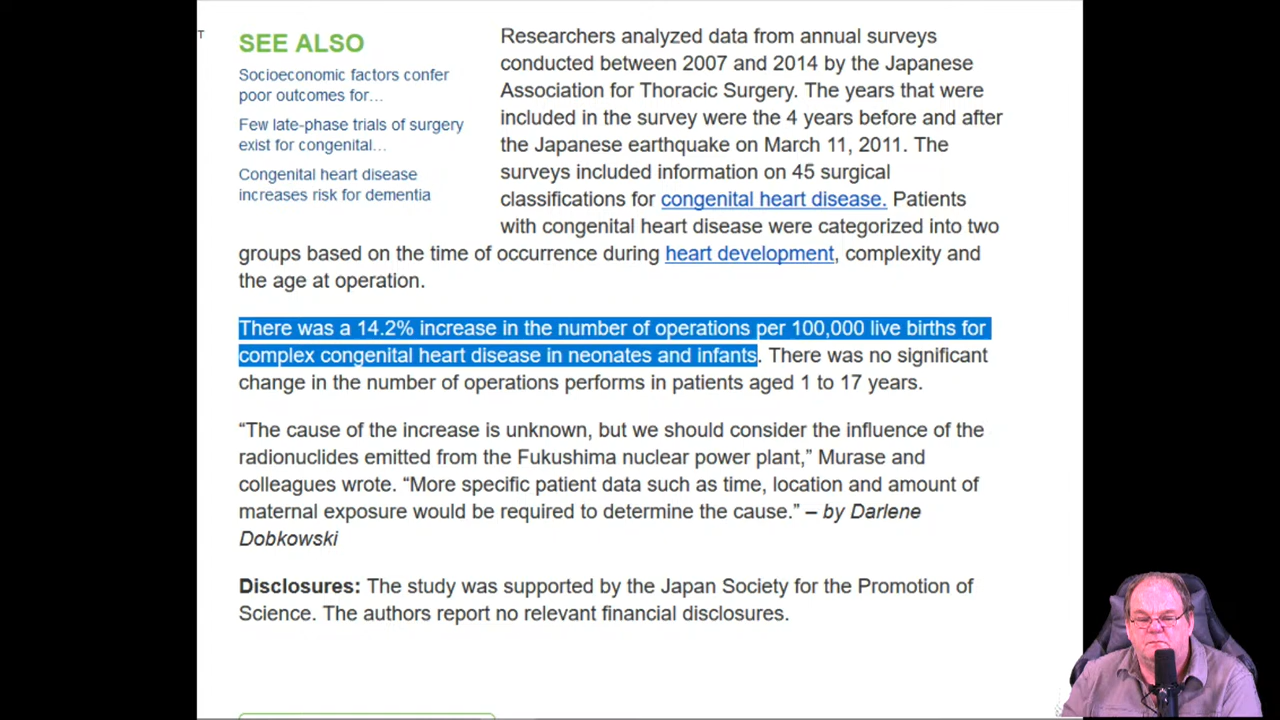 T
SEE ALSO
Socioeconomic factors confer
poor outcomes for…
Few late-phase trials of surgery
exist for congenital…
Congenital heart disease
increases risk for dementia
Researchers analyzed data from annual surveys
conducted between 2007 and 2014 by the Japanese
Association for Thoracic Surgery. The years that were
included in the survey were the 4 years before and after
the Japanese earthquake on March 11, 2011. The
surveys included information on 45 surgical
classifications for congenital heart disease. Patients
with congenital heart disease were categorized into two
groups based on the time of occurrence during heart development, complexity and
the age at operation.
There was a 14.2% increase in the number of operations per 100,000 live births for
complex congenital heart disease in neonates and infants. There was no significant
change in the number of operations performs in patients aged 1 to 17 years.
“The cause of the increase is unknown, but we should consider the influence of the
radionuclides emitted from the Fukushima nuclear power plant,” Murase and
colleagues wrote. “More specific patient data such as time, location and amount of
maternal exposure would be required to determine the cause.” – by Darlene
Dobkowski
Disclosures: The study was supported by the Japan Society for the Promotion of
Science. The authors report no relevant financial disclosures.